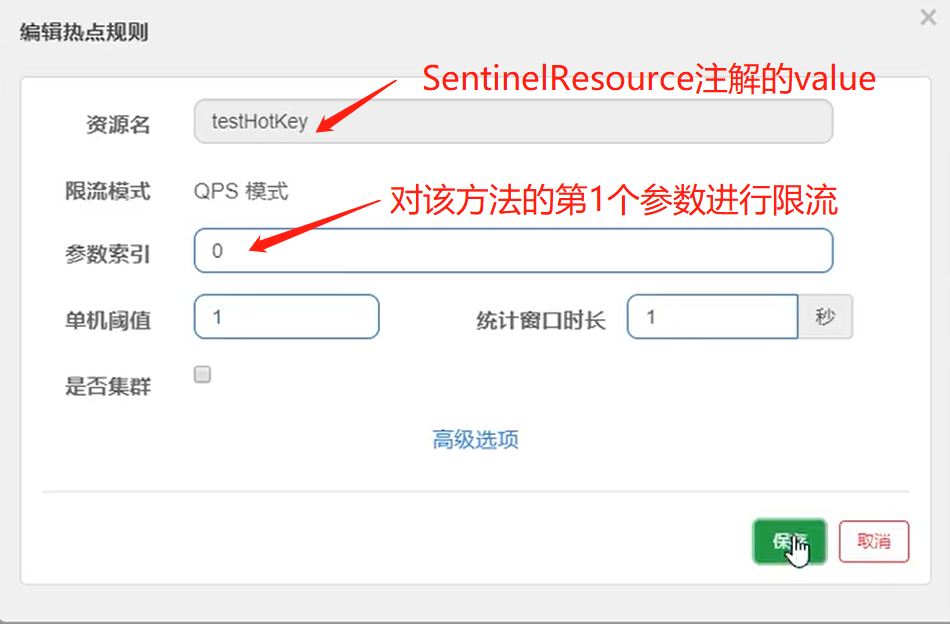 编辑热点规则
×
SentinelResource注解的value
资源名 testHotKey
限流模式 QPS 模式
对该方法的第1个参数进行限流
参数索引 0
单机阈值 1 统计窗口时长 1 秒
是否集群
高级选项
保存 取消